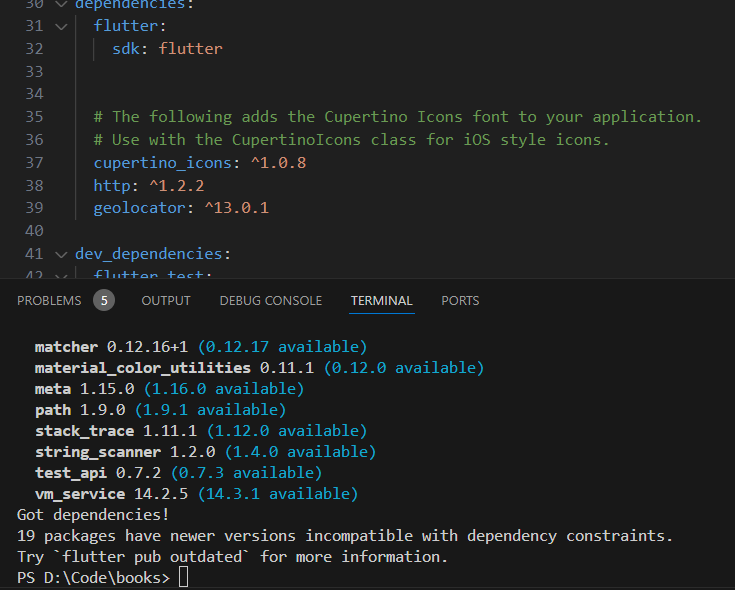 30 dependencies:
31 flutter:
32 sdk: flutter
33
34
35 # The following adds the Cupertino Icons font to your application.
36 # Use with the CupertinoIcons class for iOS style icons.
37 cupertino_icons: ^1.0.8
38 http: ^1.2.2
39 geolocator: ^13.0.1
40
41 dev_dependencies:
42 flutter_test:
PROBLEMS 5 OUTPUT DEBUG CONSOLE TERMINAL PORTS
matcher 0.12.16+1 (0.12.17 available)
material_color_utilities 0.11.1 (0.12.0 available)
meta 1.15.0 (1.16.0 available)
path 1.9.0 (1.9.1 available)
stack_trace 1.11.1 (1.12.0 available)
string_scanner 1.2.0 (1.4.0 available)
test_api 0.7.2 (0.7.3 available)
vm_service 14.2.5 (14.3.1 available)
Got dependencies!
19 packages have newer versions incompatible with dependency constraints.
Try `flutter pub outdated` for more information.
PS D:\Code\books>